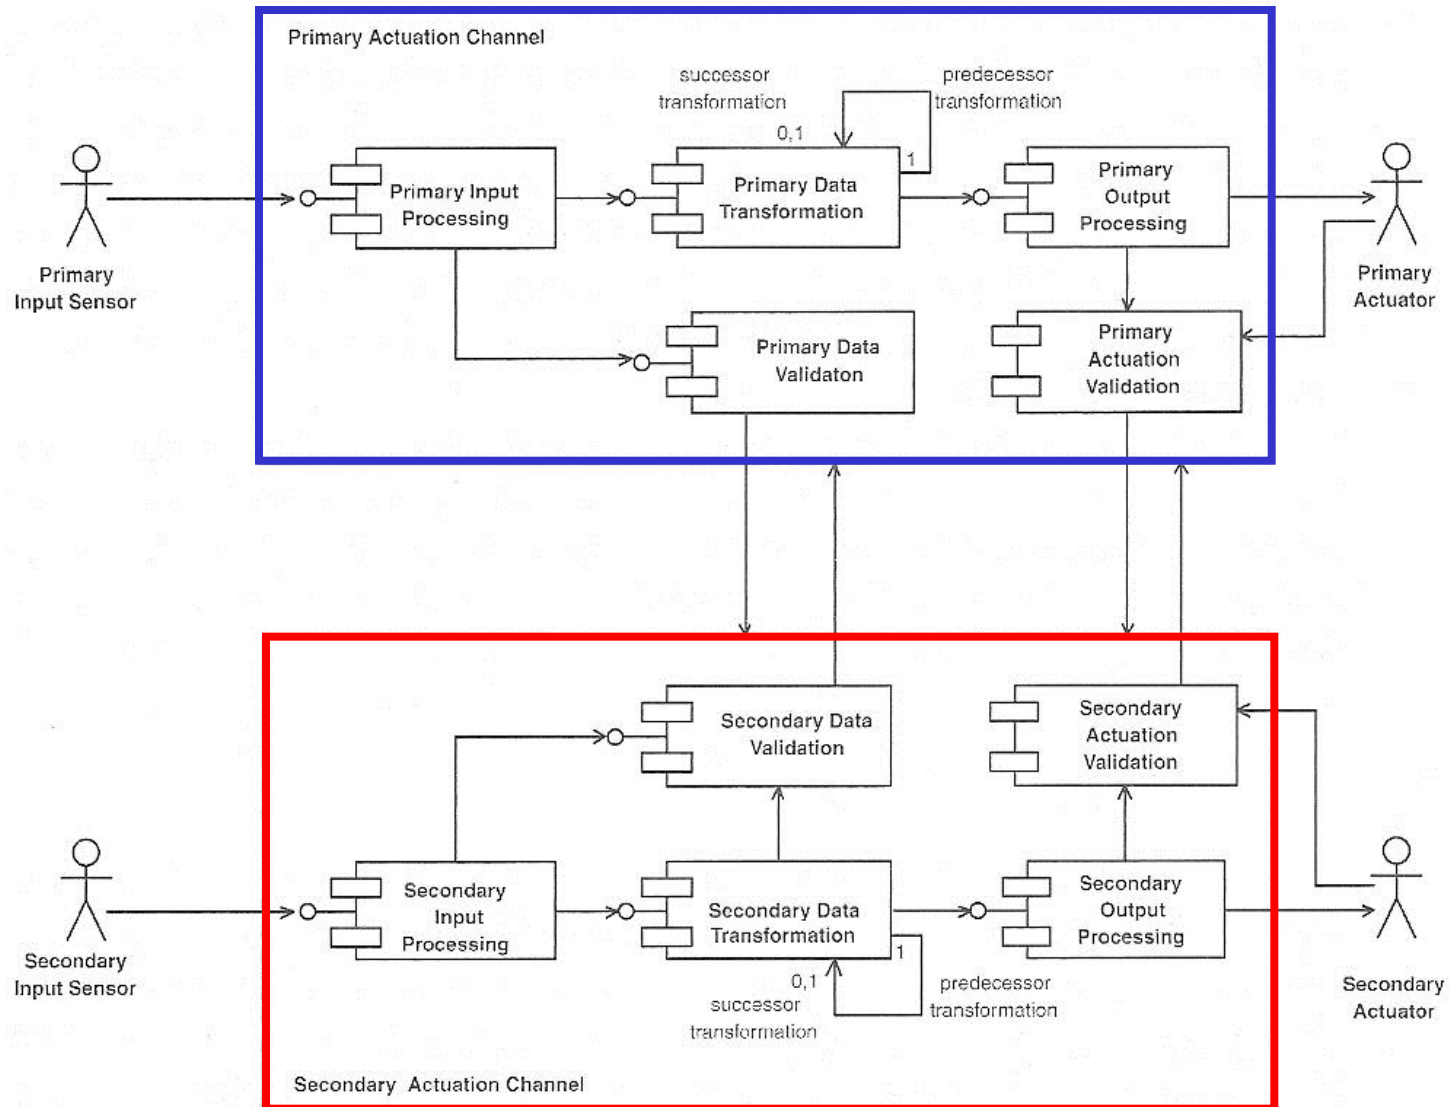 Primary Actuation Channel
successor
transformation
predecessor
transformation
0,1
1
Primary Input
Processing
Primary Data
Transformation
Primary
Output
Processing
Primary
Input Sensor
Primary
Actuator
Primary Data
Validaton
Primary
Actuation
Validation
Secondary Data
Validation
Secondary
Actuation
Validation
Secondary
Input
Processing
Secondary Data
Transformation
Secondary
Output
Processing
1
0,1
successor
transformation
predecessor
transformation
Secondary
Input Sensor
Secondary
Actuator
Secondary Actuation Channel